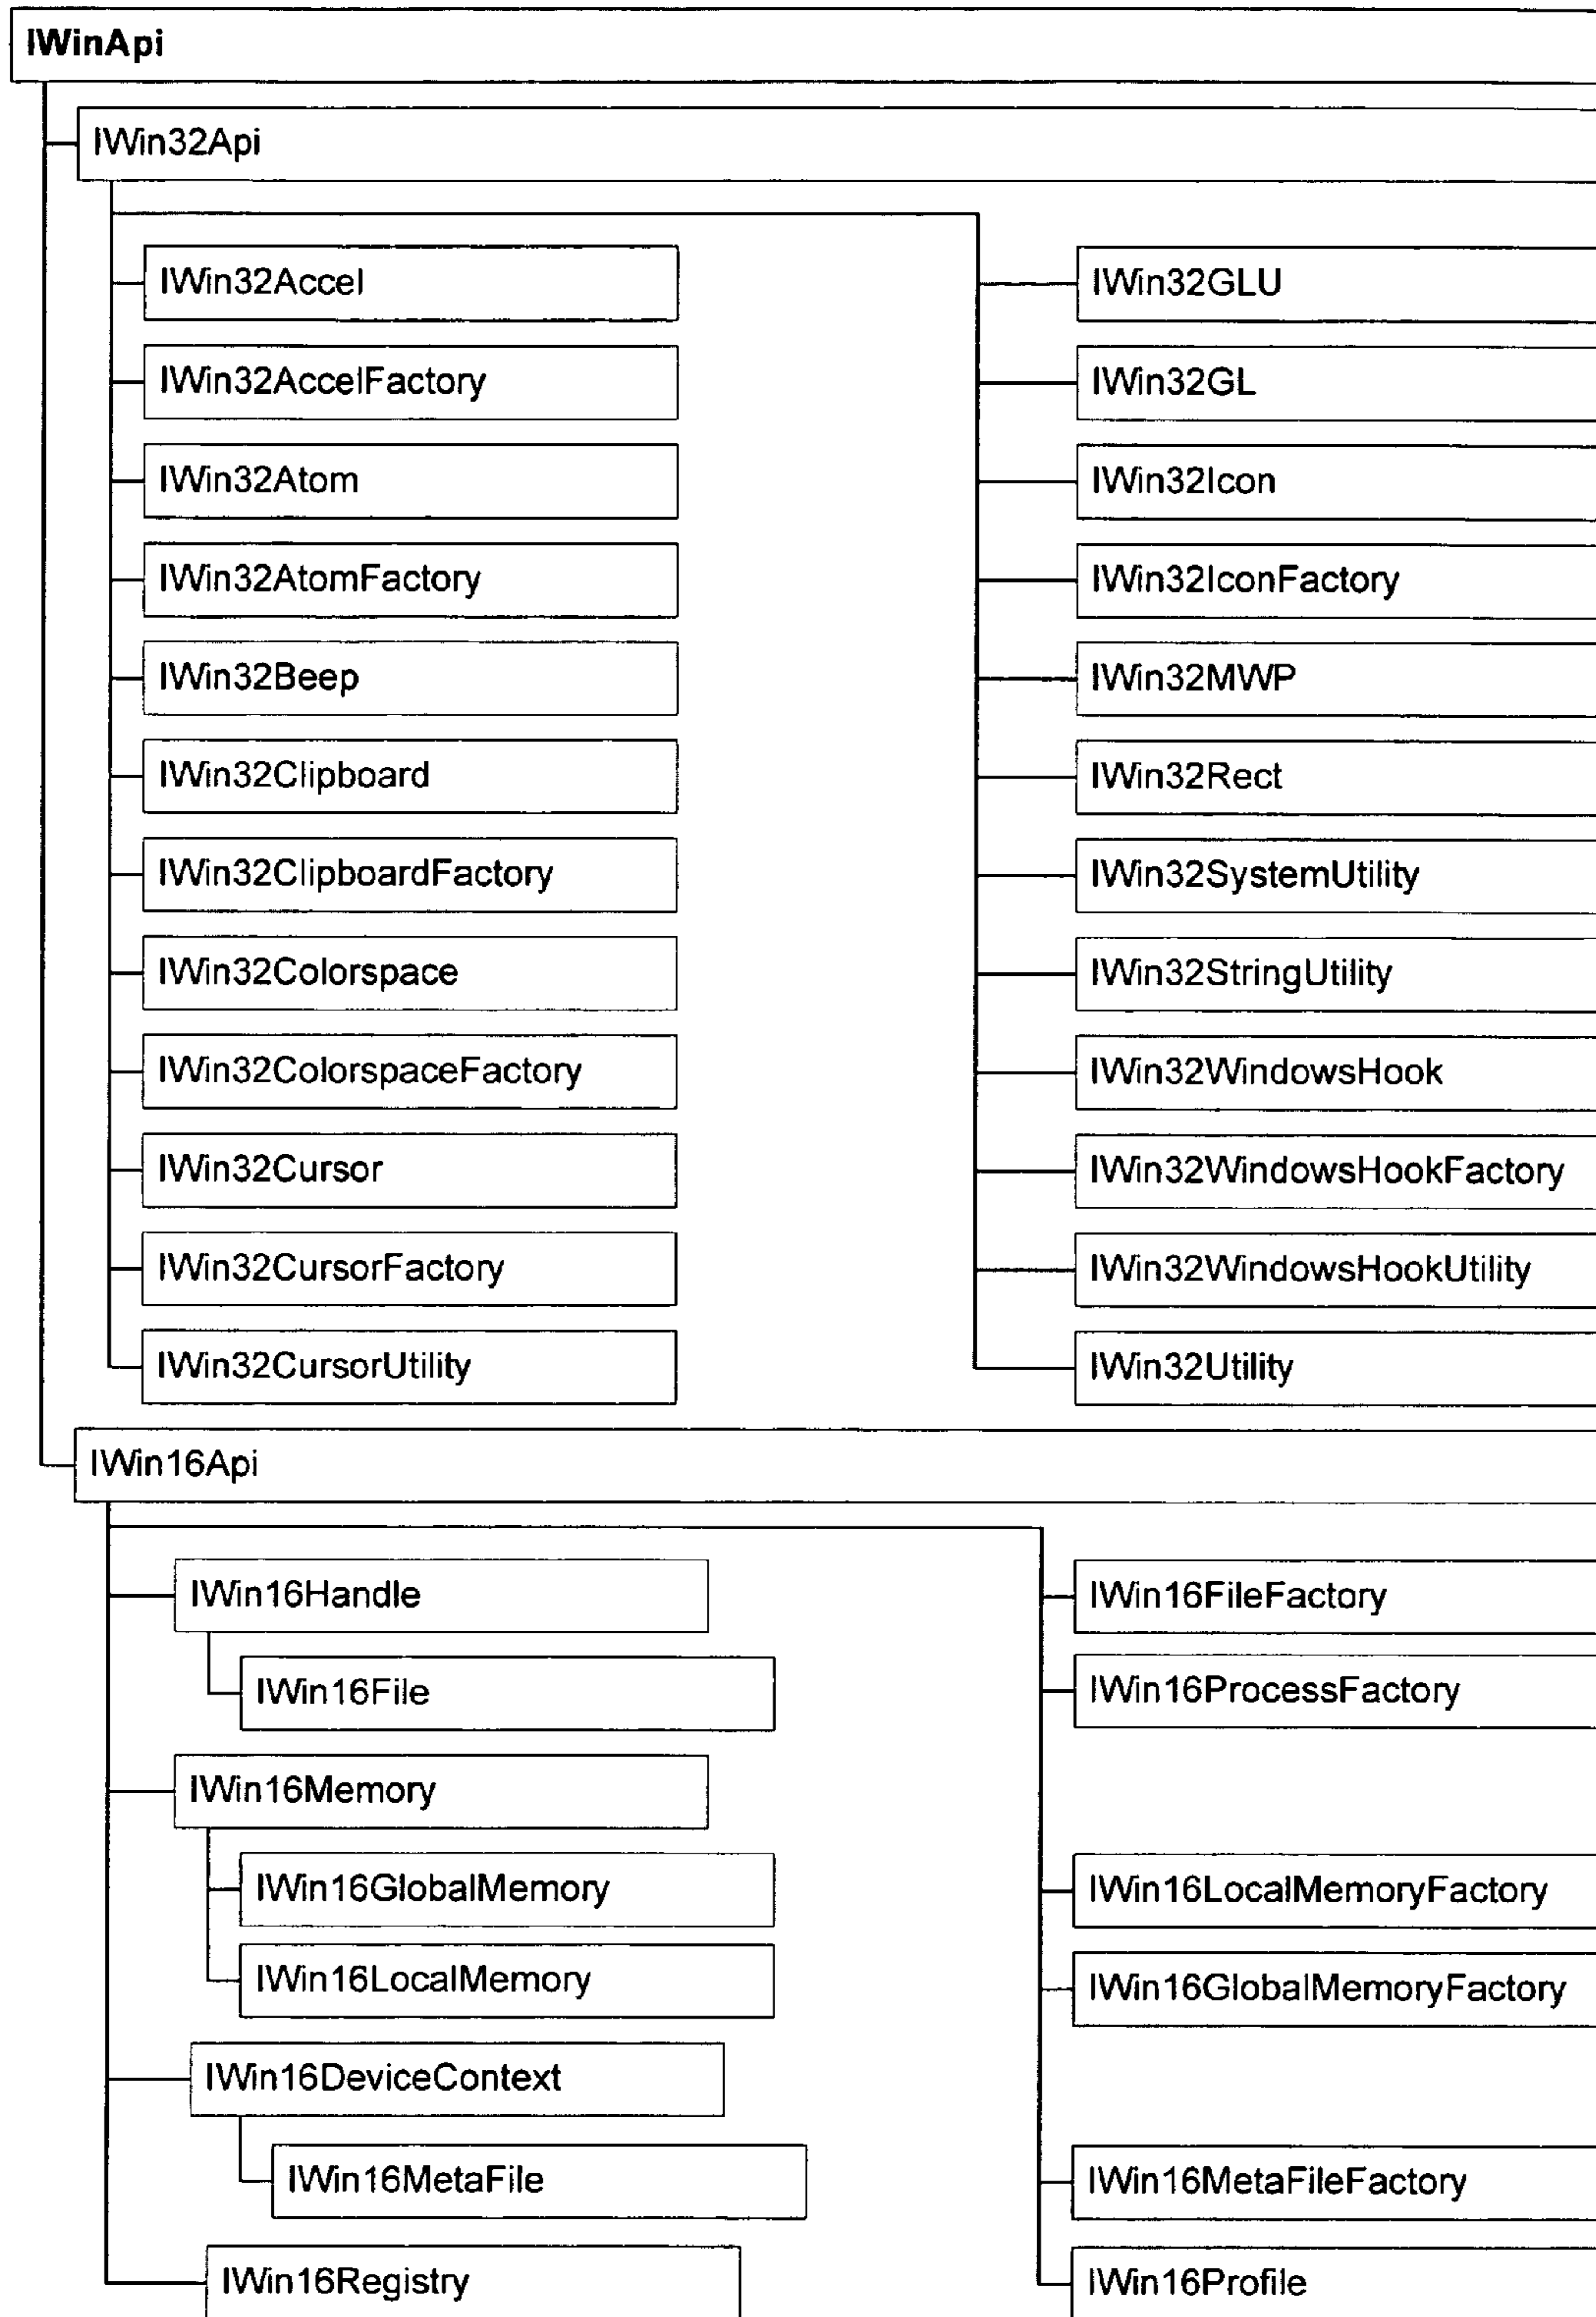 IWinApi
IWin32Api
IWin32Accel
IWin32AccelFactory
IWin32Atom
IWin32AtomFactory
IWin32Beep
IWin32Clipboard
IWin32ClipboardFactory
IWin32Colorspace
IWin32ColorspaceFactory
IWin32Cursor
IWin32CursorFactory
IWin32CursorUtility
IWin32GLU
IWin32GL
IWin32Icon
IWin32IconFactory
IWin32MWP
IWin32Rect
IWin32SystemUtility
IWin32StringUtility
IWin32WindowsHook
IWin32WindowsHookFactory
IWin32WindowsHookUtility
IWin32Utility
IWin16Api
IWin16Handle
IWin16File
IWin16Memory
IWin16GlobalMemory
IWin16LocalMemory
IWin16DeviceContext
IWin16MetaFile
IWin16Registry
IWin16FileFactory
IWin16ProcessFactory
IWin16LocalMemoryFactory
IWin16GlobalMemoryFactory
IWin16MetaFileFactory
IWin16Profile